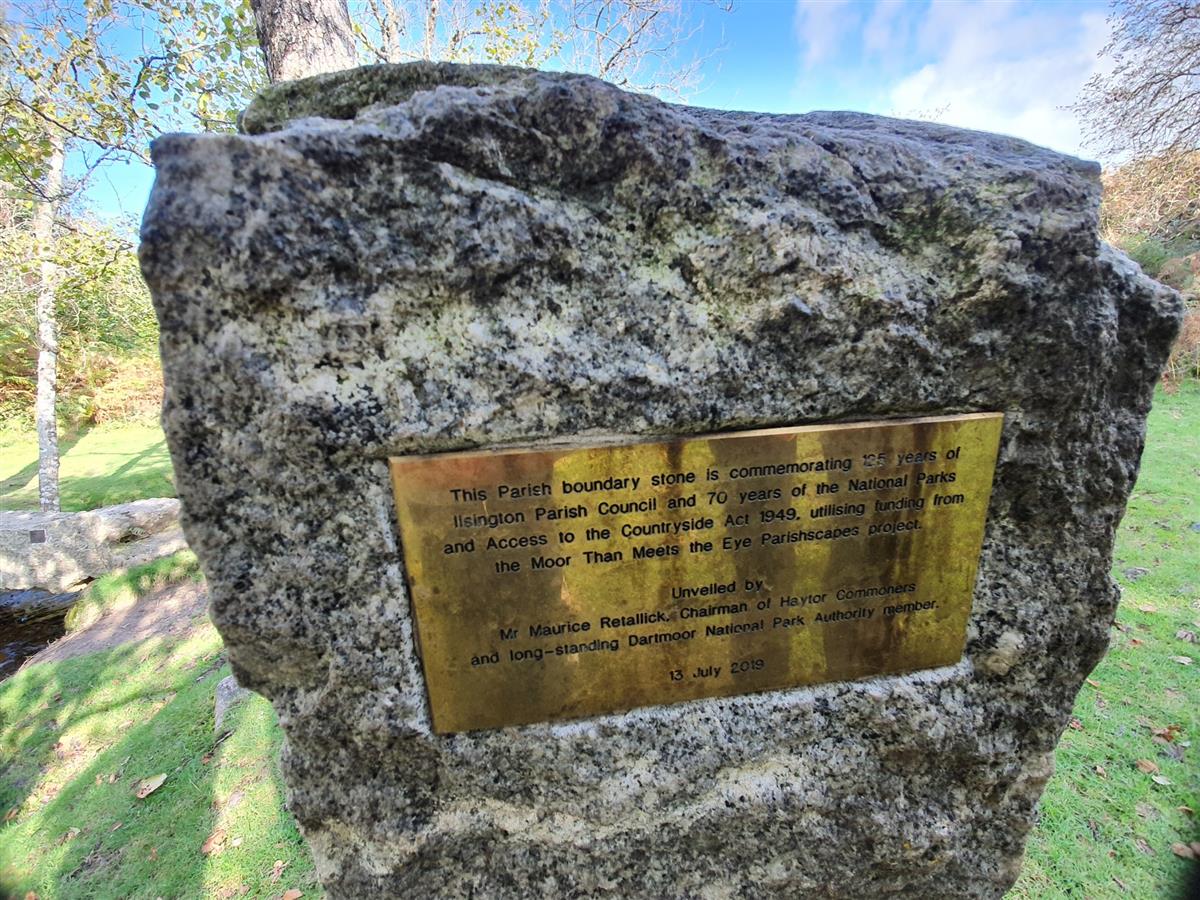 This Parish boundary stone is commemorating 125 years of
Ilsington Parish Council and 70 years of the National Parks
and Access to the Countryside Act 1949, utilising funding from
the Moor Than Meets the Eye Parishscapes project.
Unveiled by
Mr Maurice Retallick, Chairman of Haytor Commoners
and long-standing Dartmoor National Park Authority member.
13 July 2019